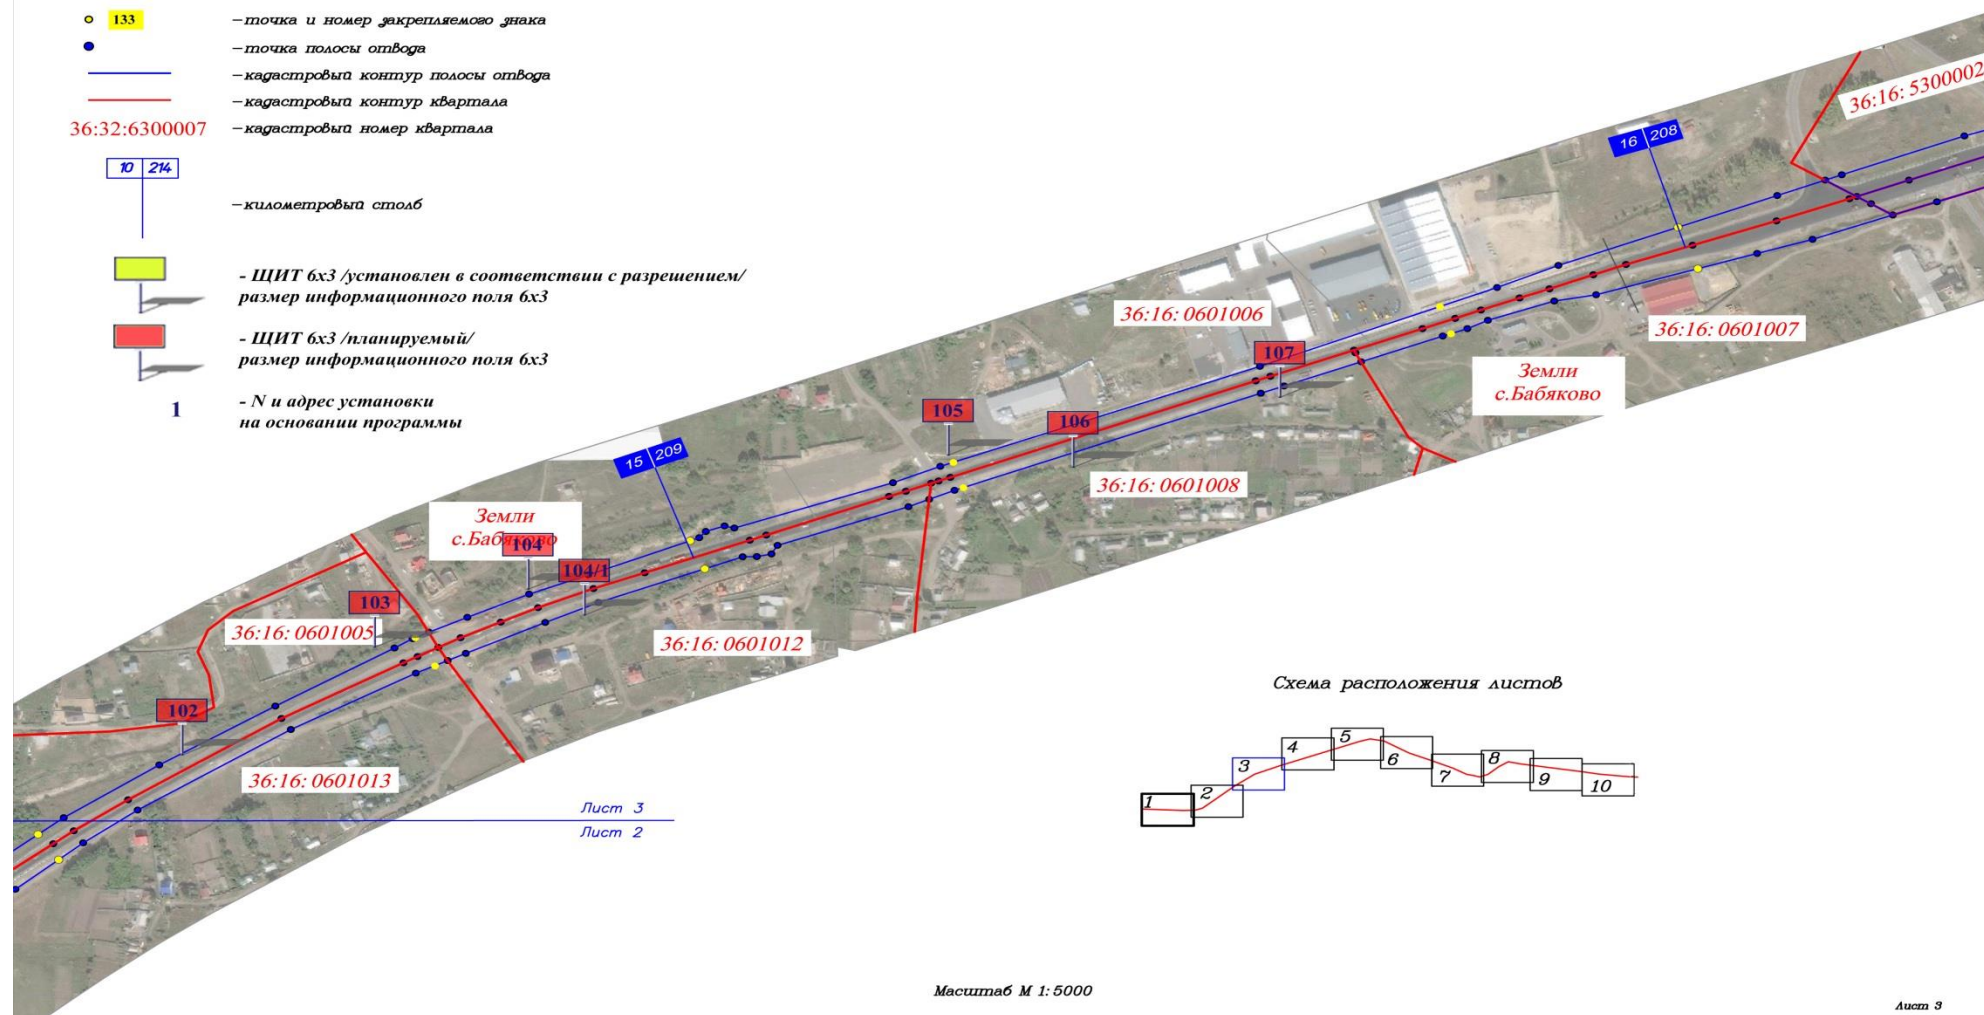 133
–точка и номер закрепляемого знака
–точка полосы отвода
–кадастровый контур полосы отвода
–кадастровый контур квартала
36:32:6300007
–кадастровый номер квартала
10 214
–километровый столб
- ЩИТ 6х3 /установлен в соответствии с разрешением/
размер информационного поля 6х3
- ЩИТ 6х3 /планируемый/
размер информационного поля 6х3
1
- N и адрес установки
на основании программы
36:16: 5300002
16 208
36:16: 0601006
36:16: 0601007
107
Земли
с.Бабяково
105
106
15 209
36:16: 0601008
Земли
с.Бабяково
104
104/1
103
36:16: 0601005
36:16: 0601012
102
36:16: 0601013
Лист 3
Лист 2
Схема расположения листов
1
2
3
4
5
6
7
8
9
10
Масштаб М 1: 5000
Лист 3